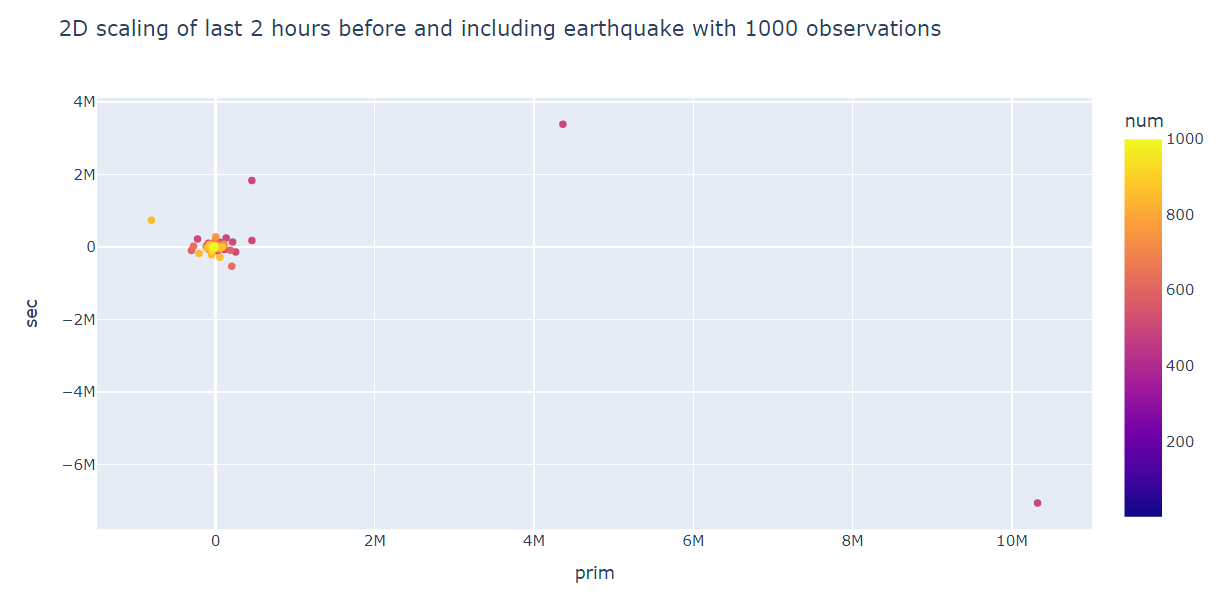 2D scaling of last 2 hours before and including earthquake with 1000 observations
4M
2M
0
−2M
−4M
−6M
sec
0
2M
4M
6M
8M
10M
prim
num
1000
800
600
400
200